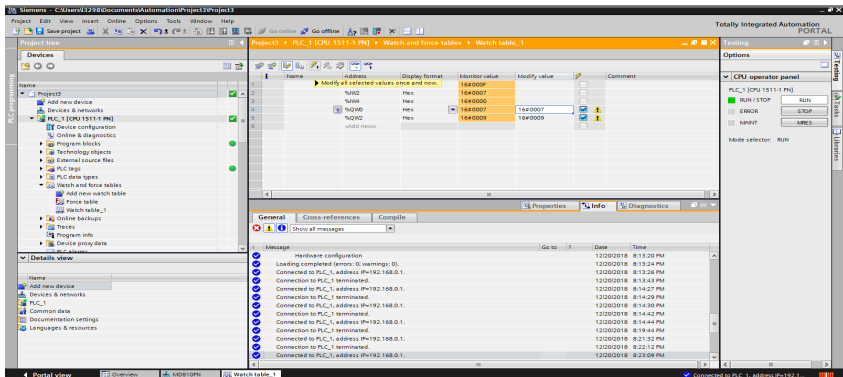 Siemens - C:\Users\13298\Documents\Automation\Project3\Project3
Project Edit View Insert Online Options Tools Window Help
Totally Integrated Automation
PORTAL
Save project
Go online
Go offline
Project tree
Project3 ▸ PLC_1 [CPU 1511-1 PN] ▸ Watch and force tables ▸ Watch table_1
Testing
Devices
Options
Name
Project3
Add new device
Devices & networks
PLC_1 [CPU 1511-1 PN]
Device configuration
Online & diagnostics
Program blocks
Technology objects
External source files
PLC tags
PLC data types
Watch and force tables
Add new watch table
Force table
Watch table_1
Online backups
Traces
Program info
Device proxy data
PLC alarms
Details view
Name
Add new device
Devices & networks
PLC_1
Common data
Documentation settings
Languages & resources
PLC programming
i Name Address Display format Monitor value Modify value Comment
1 Modify all selected values once and now. 16#000F
2 %IW2 Hex 16#0007
3 %IW4 Hex 16#0000
4 %QW0 Hex 16#0007 16#0007
5 %QW2 Hex 16#0009 16#0009
6 <Add new>
CPU operator panel
PLC_1 [CPU 1511-1 PN]
RUN / STOP RUN
ERROR STOP
MAINT MRES
Mode selector: RUN
Testing
Tasks
Libraries
Properties Info Diagnostics
General Cross-references Compile
Show all messages
! Message Go to ? Date Time
Hardware configuration 12/20/2018 8:13:20 PM
Loading completed (errors: 0; warnings: 0). 12/20/2018 8:13:24 PM
Connected to PLC_1, address IP=192.168.0.1. 12/20/2018 8:13:26 PM
Connection to PLC_1 terminated. 12/20/2018 8:13:43 PM
Connected to PLC_1, address IP=192.168.0.1. 12/20/2018 8:14:27 PM
Connection to PLC_1 terminated. 12/20/2018 8:14:29 PM
Connected to PLC_1, address IP=192.168.0.1. 12/20/2018 8:14:30 PM
Connection to PLC_1 terminated. 12/20/2018 8:14:42 PM
Connected to PLC_1, address IP=192.168.0.1. 12/20/2018 8:14:44 PM
Connection to PLC_1 terminated. 12/20/2018 8:19:44 PM
Connected to PLC_1, address IP=192.168.0.1. 12/20/2018 8:21:32 PM
Connection to PLC_1 terminated. 12/20/2018 8:22:12 PM
Connected to PLC_1, address IP=192.168.0.1. 12/20/2018 8:23:09 PM
Portal view Overview MDB10PN Watch table_1 Connected to PLC_1, address IP=192.1...